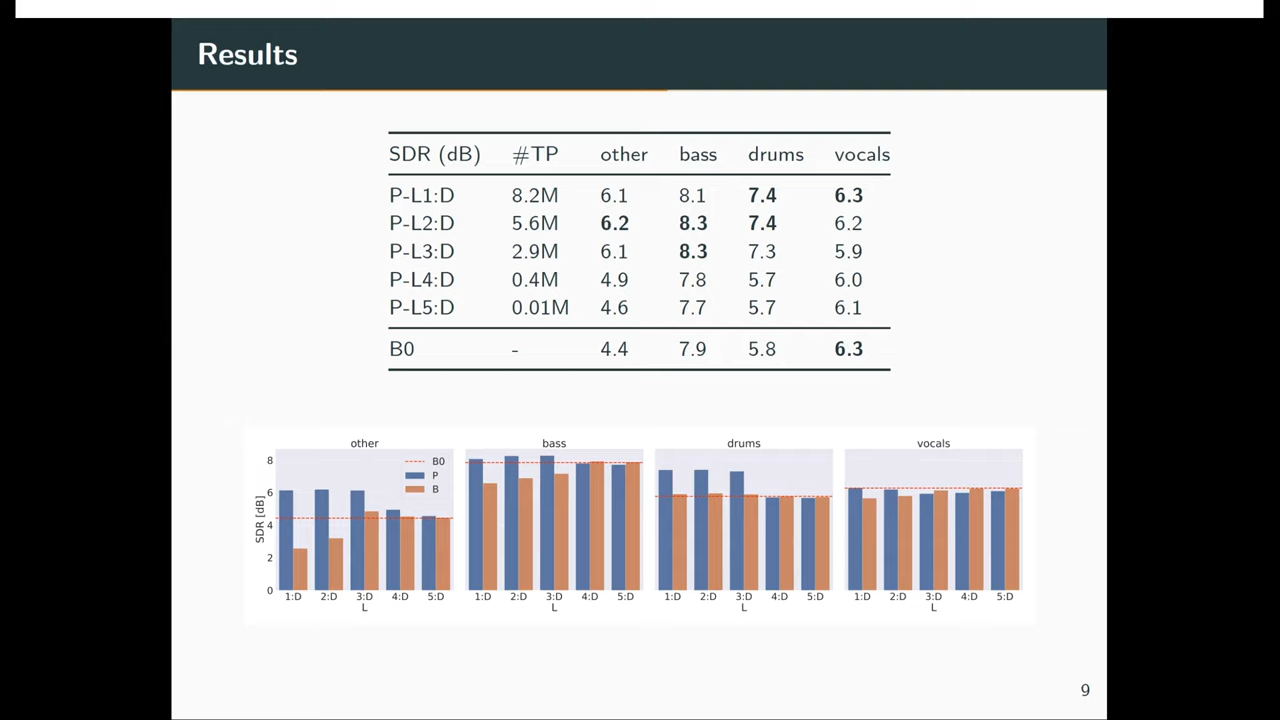 Results
SDR (dB) #TP other bass drums vocals
P-L1:D 8.2M 6.1 8.1 7.4 6.3
P-L2:D 5.6M 6.2 8.3 7.4 6.2
P-L3:D 2.9M 6.1 8.3 7.3 5.9
P-L4:D 0.4M 4.9 7.8 5.7 6.0
P-L5:D 0.01M 4.6 7.7 5.7 6.1
B0 - 4.4 7.9 5.8 6.3
other bass drums vocals
B0
P
B
SDR [dB]
8
6
4
2
0
1:D 2:D 3:D 4:D 5:D 1:D 2:D 3:D 4:D 5:D 1:D 2:D 3:D 4:D 5:D 1:D 2:D 3:D 4:D 5:D
L L L L
9